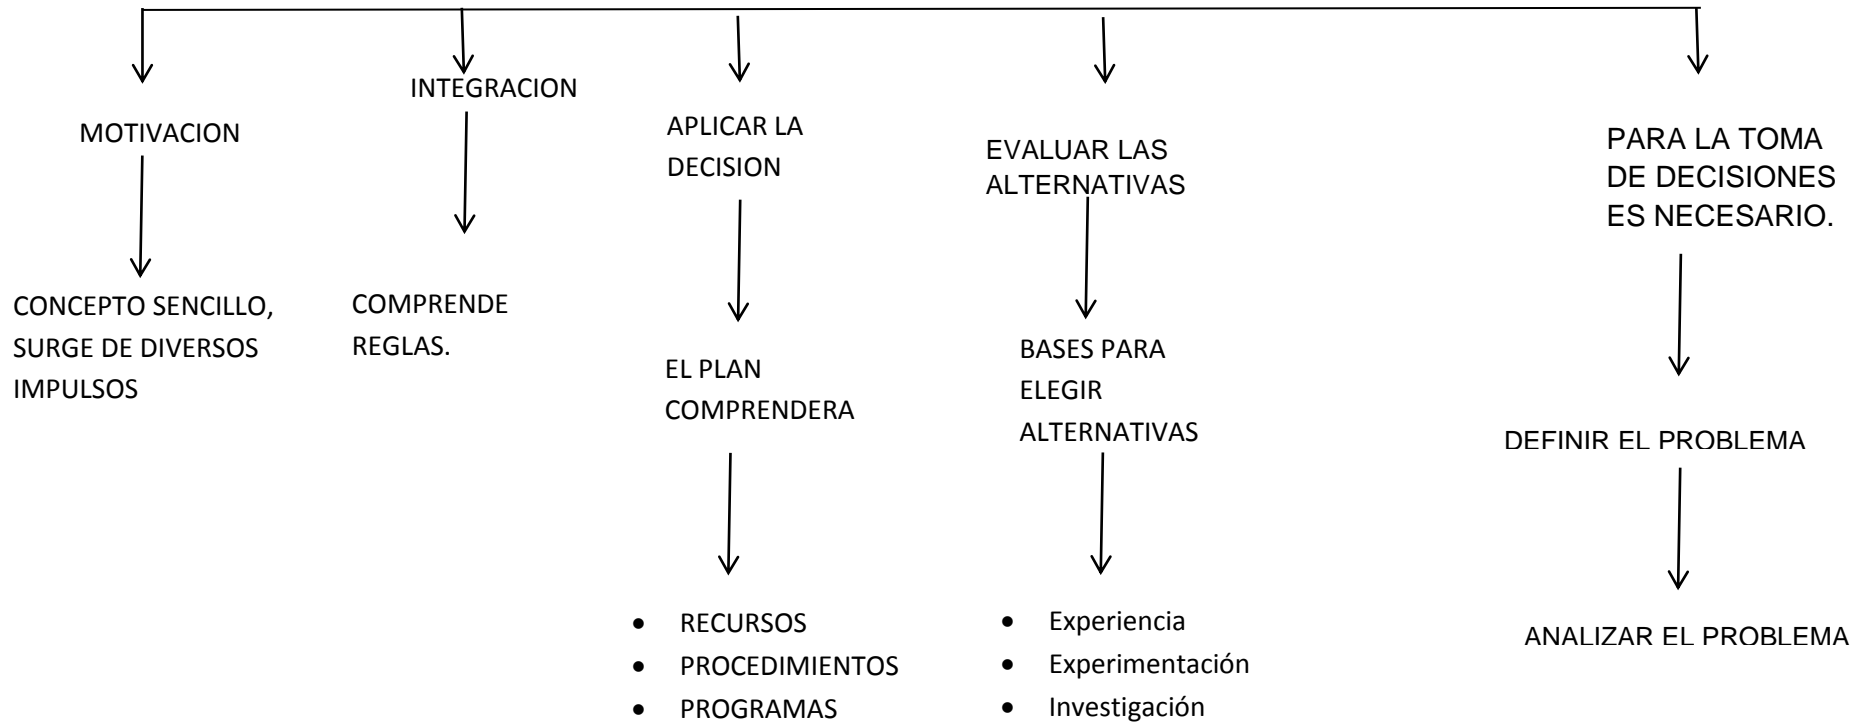 MOTIVACION
CONCEPTO SENCILLO,
SURGE DE DIVERSOS
IMPULSOS
INTEGRACION
COMPRENDE
REGLAS.
APLICAR LA
DECISION
EL PLAN
COMPRENDERA
• RECURSOS
• PROCEDIMIENTOS
• PROGRAMAS
EVALUAR LAS
ALTERNATIVAS
BASES PARA
ELEGIR
ALTERNATIVAS
• Experiencia
• Experimentación
• Investigación
PARA LA TOMA
DE DECISIONES
ES NECESARIO.
DEFINIR EL PROBLEMA
ANALIZAR EL PROBLEMA